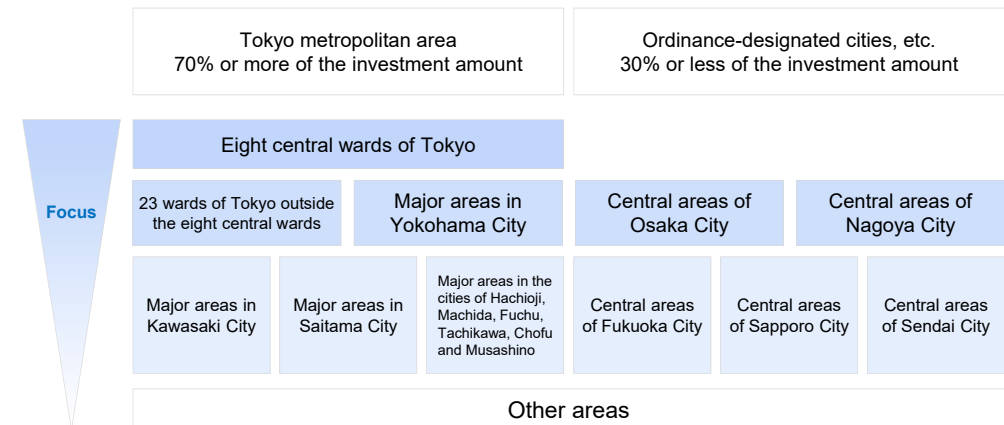 Tokyo metropolitan area
70% or more of the investment amount
Ordinance-designated cities, etc.
30% or less of the investment amount
Focus
Eight central wards of Tokyo
23 wards of Tokyo outside
the eight central wards
Major areas in
Yokohama City
Central areas of
Osaka City
Central areas of
Nagoya City
Major areas in
Kawasaki City
Major areas in
Saitama City
Major areas in the
cities of Hachioji,
Machida, Fuchu,
Tachikawa, Chofu
and Musashino
Central areas
of Fukuoka City
Central areas
of Sapporo City
Central areas
of Sendai City
Other areas